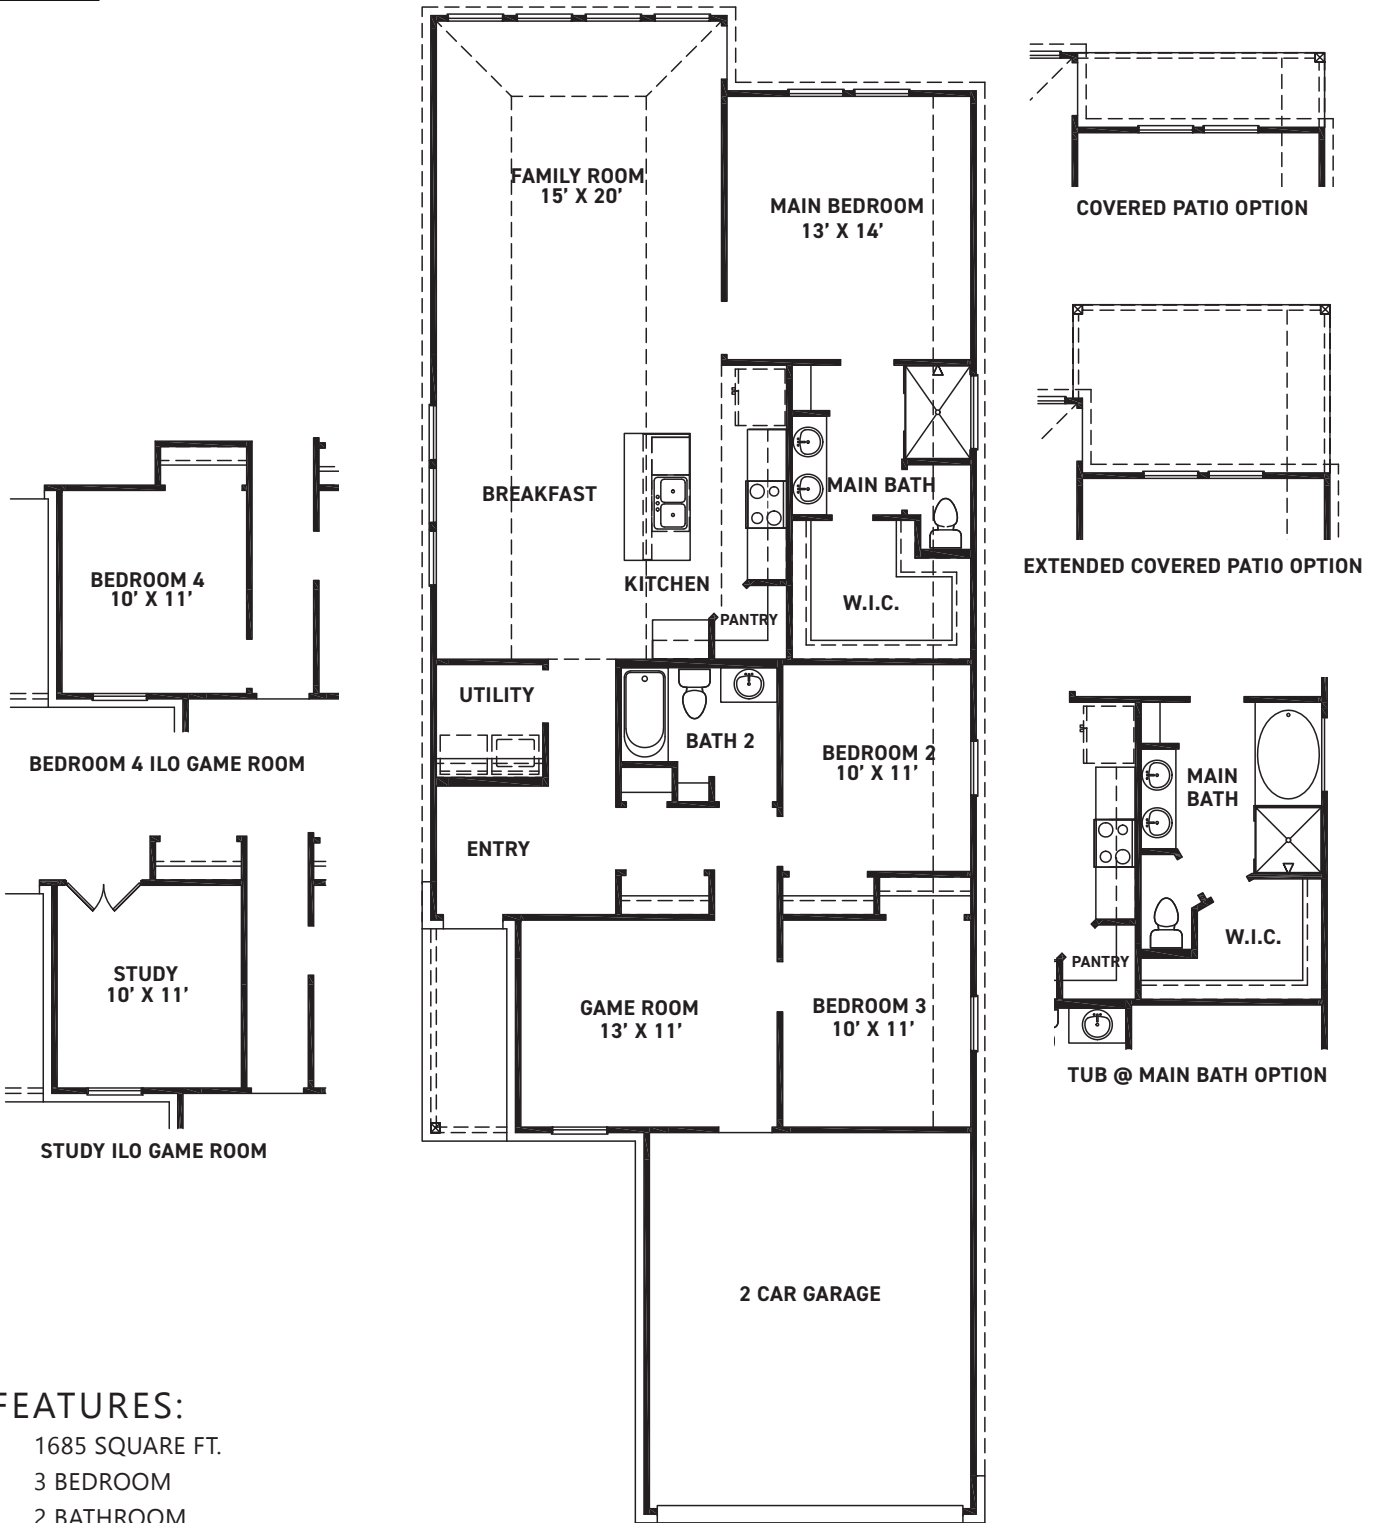 FAMILY ROOM
15’ X 20’
MAIN BEDROOM
13’ X 14’
BREAKFAST
MAIN BATH
KITCHEN
W.I.C.
PANTRY
UTILITY
BATH 2
BEDROOM 2
10’ X 11’
ENTRY
GAME ROOM
13’ X 11’
BEDROOM 3
10’ X 11’
2 CAR GARAGE
COVERED PATIO OPTION
EXTENDED COVERED PATIO OPTION
MAIN
BATH
W.I.C.
PANTRY
TUB @ MAIN BATH OPTION
BEDROOM 4
10’ X 11’
BEDROOM 4 ILO GAME ROOM
STUDY
10’ X 11’
STUDY ILO GAME ROOM
FEATURES:
1685 SQUARE FT.
3 BEDROOM
2 BATHROOM